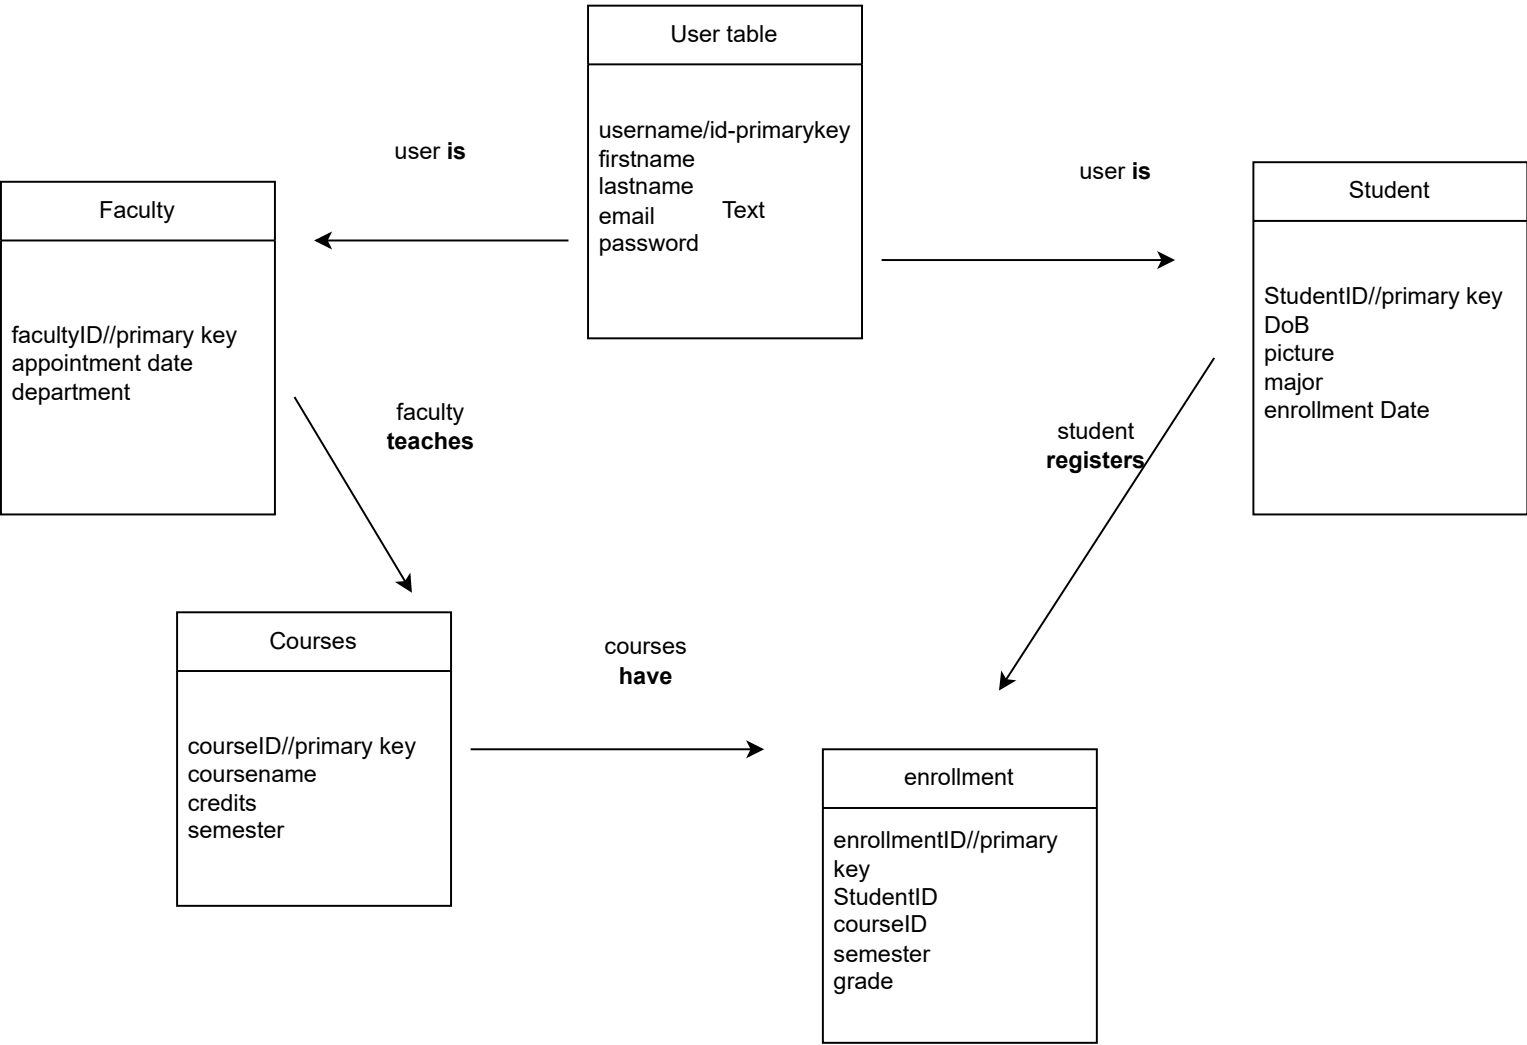 User table
username/id-primarykey
firstname
lastname
email
password
Text
user is
user is
Faculty
facultyID//primary key
appointment date
department
Student
StudentID//primary key
DoB
picture
major
enrollment Date
faculty
teaches
student
registers
Courses
courseID//primary key
coursename
credits
semester
courses
have
enrollment
enrollmentID//primary
key
StudentID
courseID
semester
grade